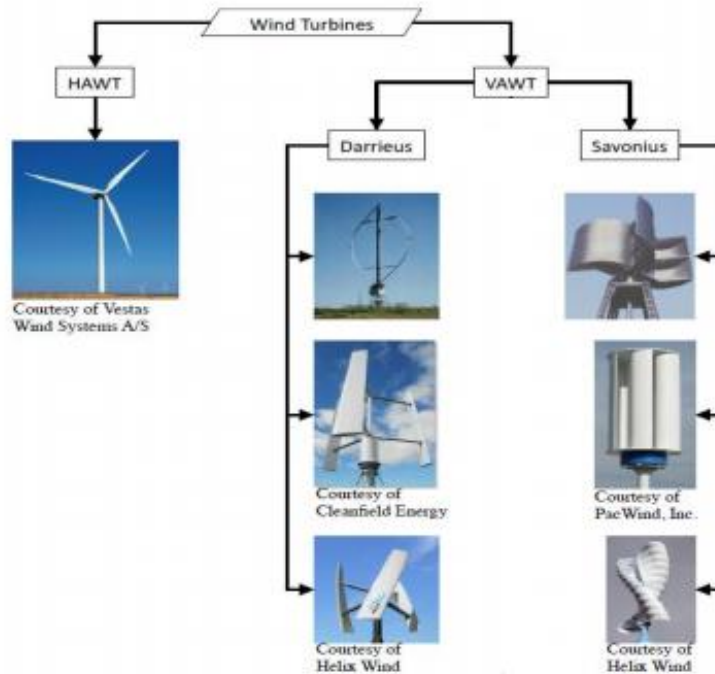 Wind Turbines
HAWT
VAWT
Darrieus
Savonius
Courtesy of Vestas
Wind Systems A/S
Courtesy of
Cleanfield Energy
Courtesy of
PacWind, Inc.
Courtesy of
Helix Wind
Courtesy of
Helix Wind